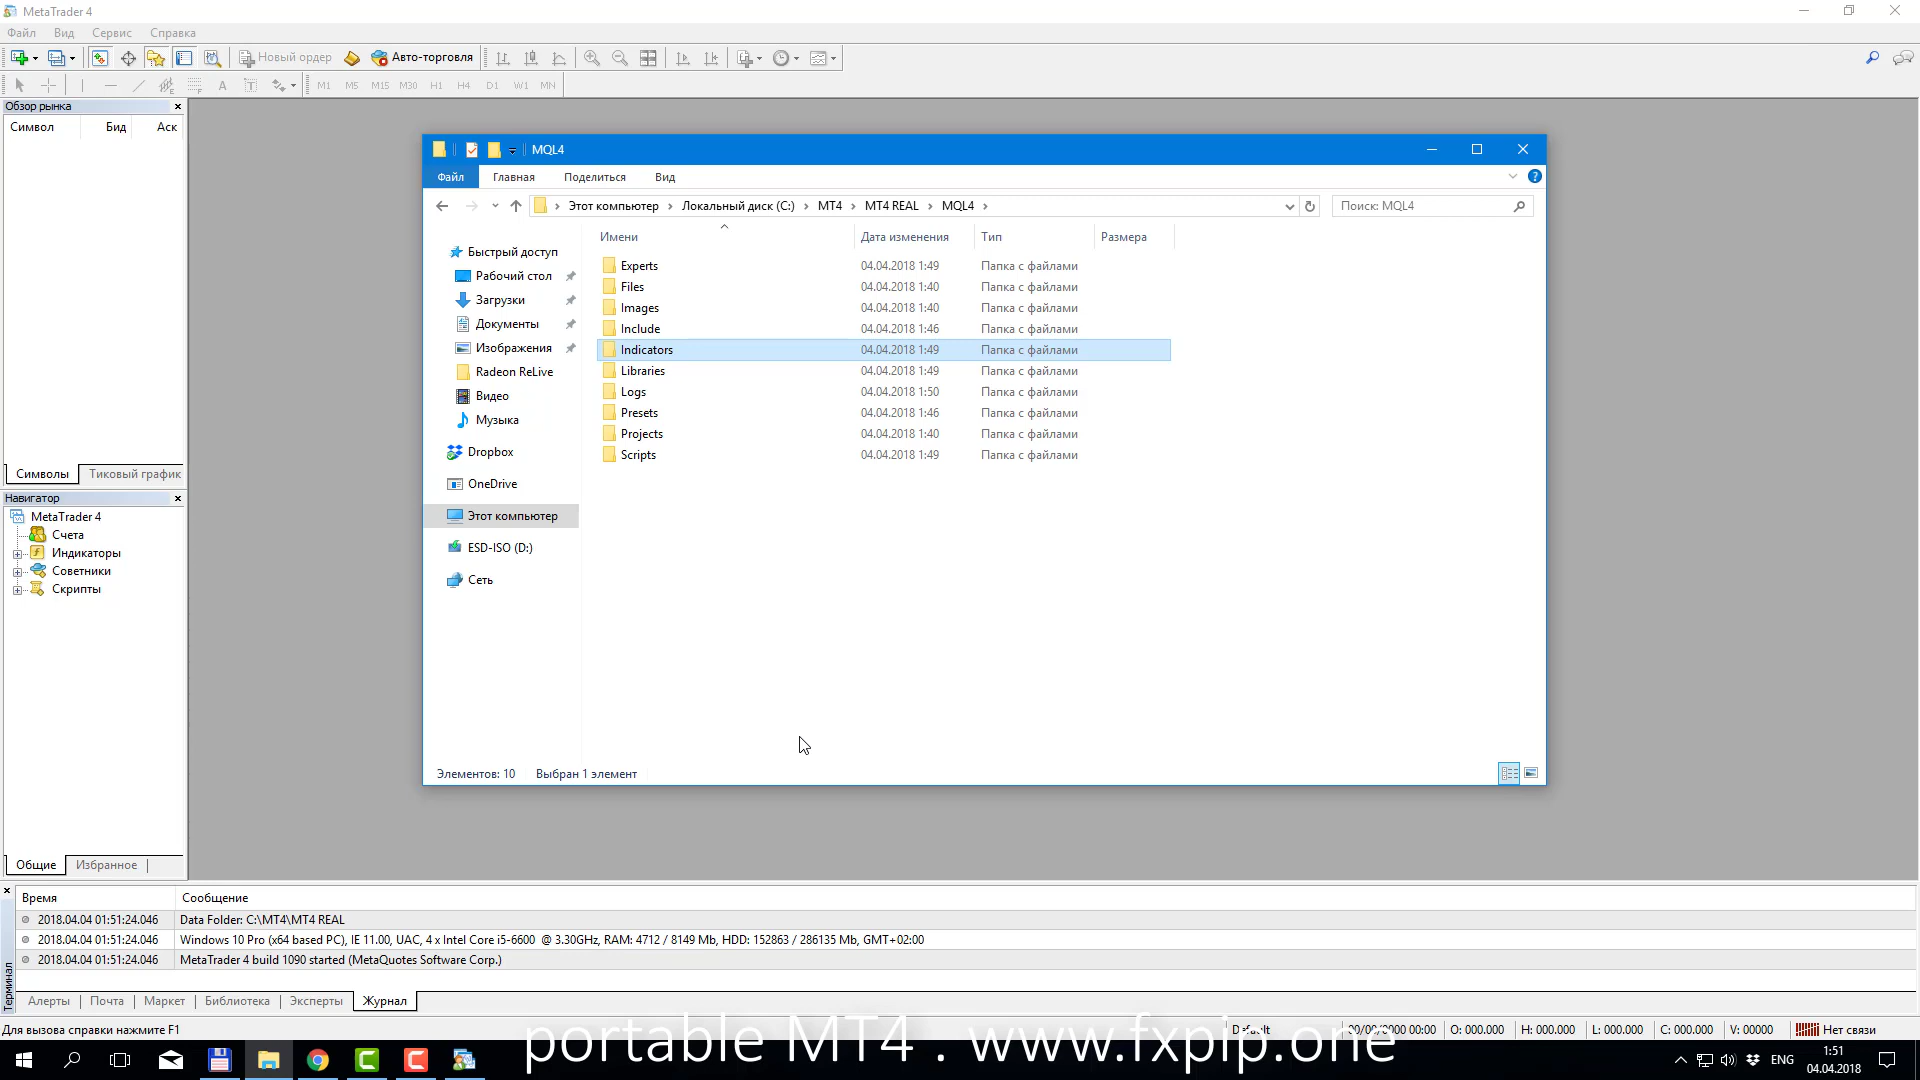 MetaTrader 4
Файл Вид Сервис Справка
Новый ордер Авто-торговля
A T M1 M5 M15 M30 H1 H4 D1 W1 MN
Обзор рынка
Символ Бид Аск
Символы Тиковый график
Навигатор
MetaTrader 4
Счета
Индикаторы
Советники
Скрипты
Общие Избранное
MQL4
Файл Главная Поделиться Вид
Этот компьютер Локальный диск (C:) MT4 MT4 REAL MQL4
Поиск: MQL4
Быстрый доступ
Рабочий стол
Загрузки
Документы
Изображения
Radeon ReLive
Видео
Музыка
Dropbox
OneDrive
Этот компьютер
ESD-ISO (D:)
Сеть
Имени Дата изменения Тип Размера
Experts 04.04.2018 1:49 Папка с файлами
Files 04.04.2018 1:40 Папка с файлами
Images 04.04.2018 1:40 Папка с файлами
Include 04.04.2018 1:46 Папка с файлами
Indicators 04.04.2018 1:49 Папка с файлами
Libraries 04.04.2018 1:49 Папка с файлами
Logs 04.04.2018 1:50 Папка с файлами
Presets 04.04.2018 1:46 Папка с файлами
Projects 04.04.2018 1:40 Папка с файлами
Scripts 04.04.2018 1:49 Папка с файлами
Элементов: 10 Выбран 1 элемент
Терминал
Время Сообщение
2018.04.04 01:51:24.046 Data Folder: C:\MT4\MT4 REAL
2018.04.04 01:51:24.046 Windows 10 Pro (x64 based PC), IE 11.00, UAC, 4 x Intel Core i5-6600 @ 3.30GHz, RAM: 4712 / 8149 Mb, HDD: 152863 / 286135 Mb, GMT+02:00
2018.04.04 01:51:24.046 MetaTrader 4 build 1090 started (MetaQuotes Software Corp.)
Алерты Почта Маркет Библиотека Эксперты Журнал
Для вызова справки нажмите F1 Default 00/00/0000 00:00 O: 000.000 H: 000.000 L: 000.000 C: 000.000 V: 00000 Нет связи
portable MT4 . www.fxpip.one
ENG 1:51
04.04.2018